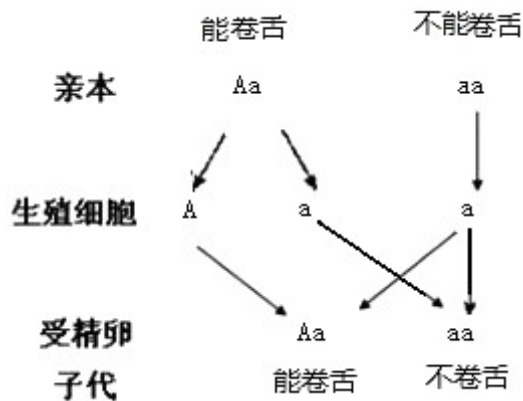 能卷舌 不能卷舌
亲本 Aa aa
生殖细胞 A a a
受精卵 Aa aa
子代 能卷舌 不卷舌